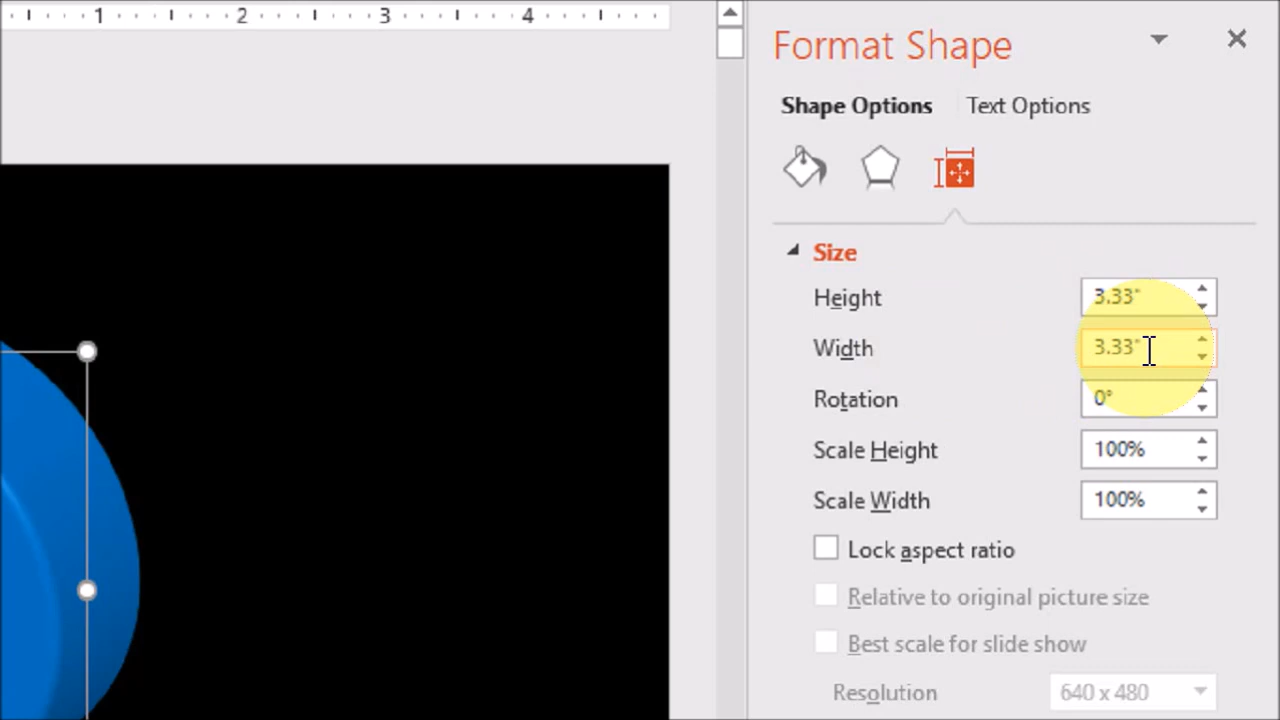 1 2 3 4
Format Shape
Shape Options Text Options
Size
Height 3.33"
Width 3.33"
Rotation 0°
Scale Height 100%
Scale Width 100%
Lock aspect ratio
Relative to original picture size
Best scale for slide show
Resolution 640 x 480